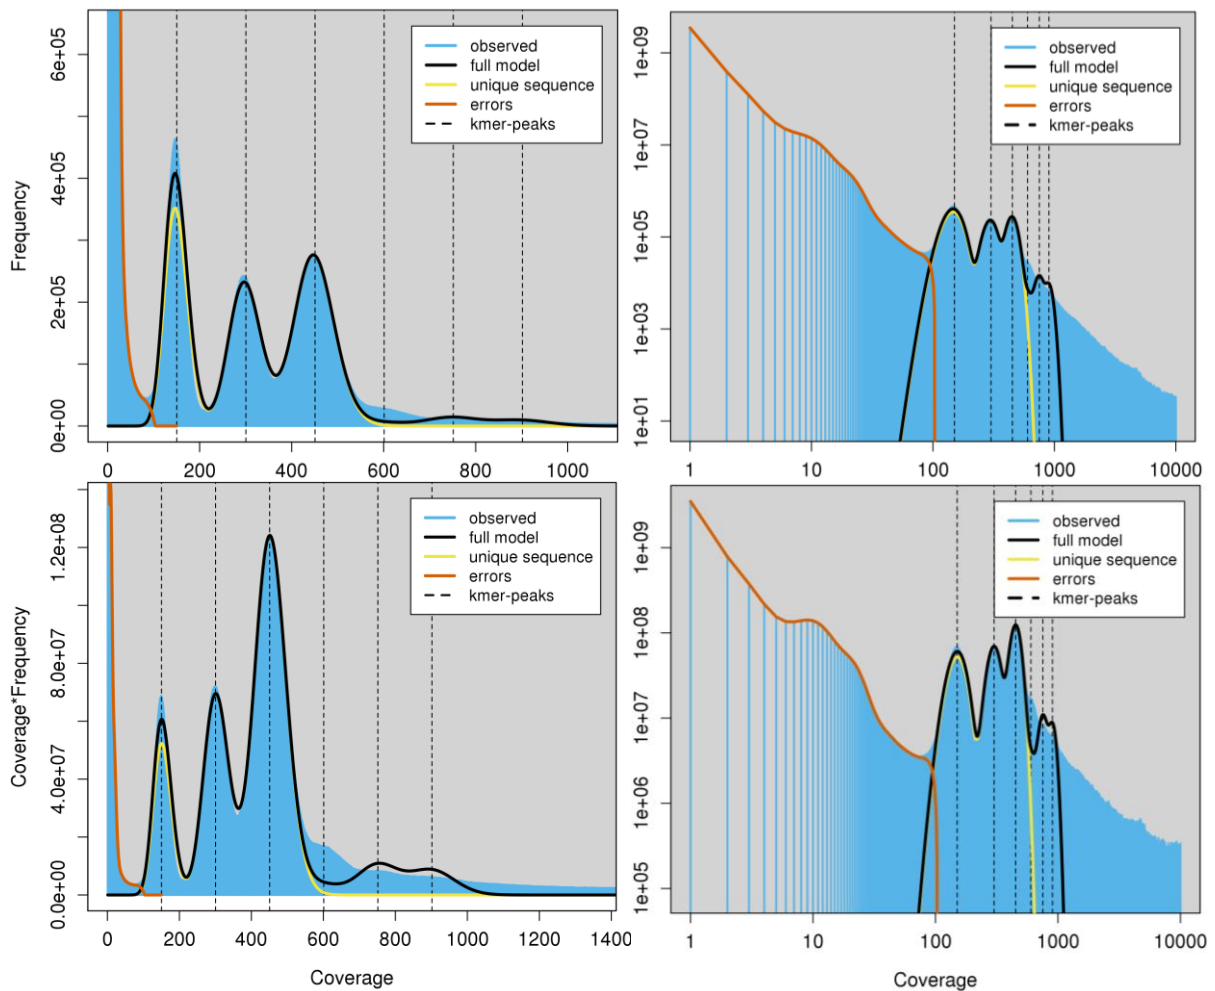 Frequency
0e+00 2e+05 4e+05 6e+05
0 200 400 600 800 1000
observed
full model
unique sequence
errors
kmer-peaks
1e+01 1e+03 1e+05 1e+07 1e+09
1 10 100 1000 10000
observed
full model
unique sequence
errors
kmer-peaks
Coverage*Frequency
0.0e+00 4.0e+07 8.0e+07 1.2e+08
0 200 400 600 800 1000 1200 1400
Coverage
observed
full model
unique sequence
errors
kmer-peaks
1e+05 1e+06 1e+07 1e+08 1e+09
1 10 100 1000 10000
Coverage
observed
full model
unique sequence
errors
kmer-peaks